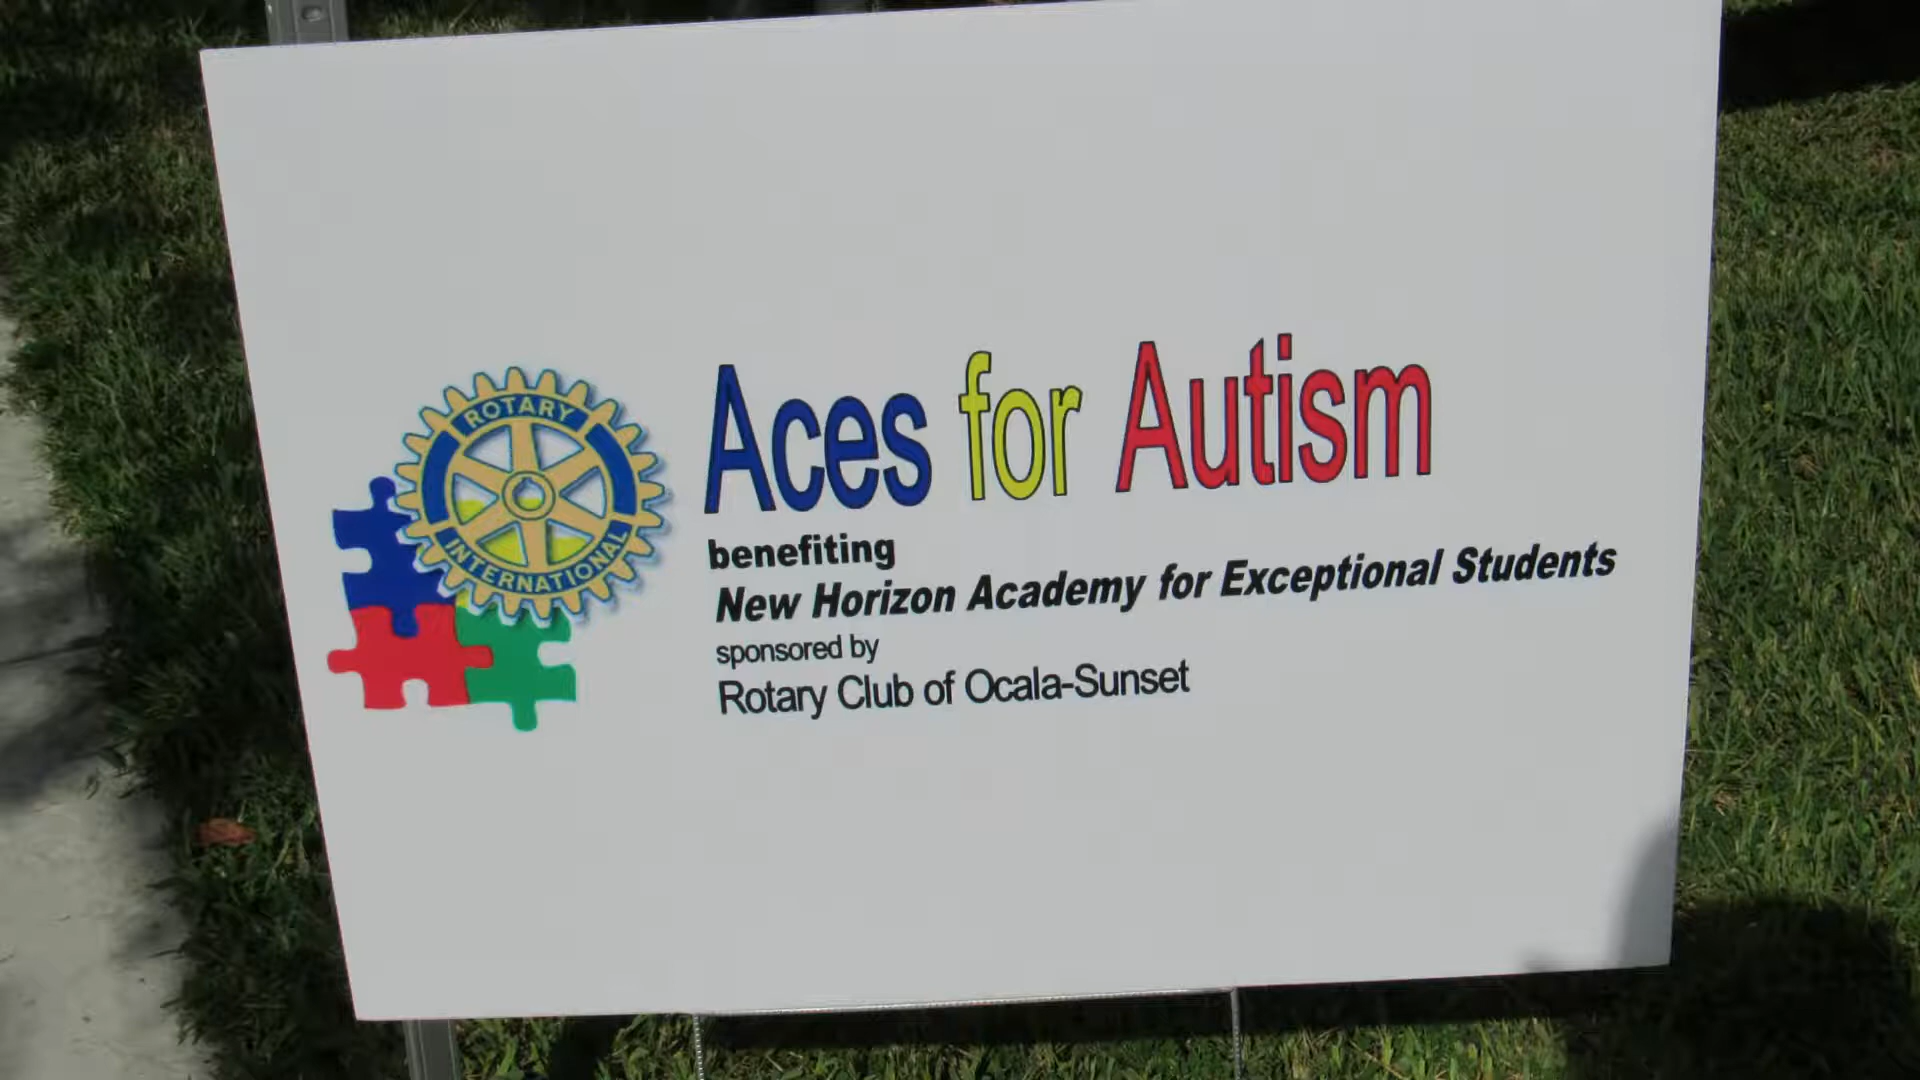 ROTARY
INTERNATIONAL
Aces for Autism
benefiting
New Horizon Academy for Exceptional Students
sponsored by
Rotary Club of Ocala-Sunset